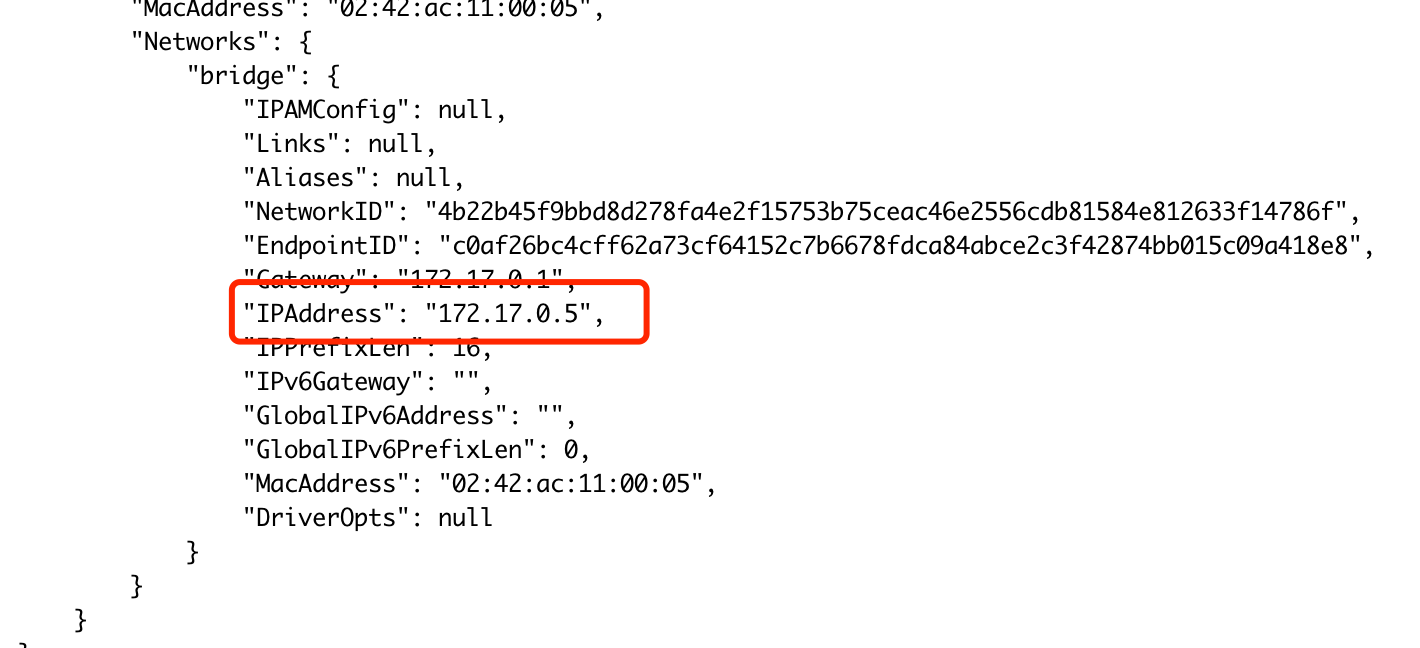 "MacAddress": "02:42:ac:11:00:05",
"Networks": {
"bridge": {
"IPAMConfig": null,
"Links": null,
"Aliases": null,
"NetworkID": "4b22b45f9bbd8d278fa4e2f15753b75ceac46e2556cdb81584e812633f14786f",
"EndpointID": "c0af26bc4cff62a73cf64152c7b6678fdca84abce2c3f42874bb015c09a418e8",
"Gateway": "172.17.0.1",
"IPAddress": "172.17.0.5",
"IPPrefixLen": 16,
"IPv6Gateway": "",
"GlobalIPv6Address": "",
"GlobalIPv6PrefixLen": 0,
"MacAddress": "02:42:ac:11:00:05",
"DriverOpts": null
}
}
}
}